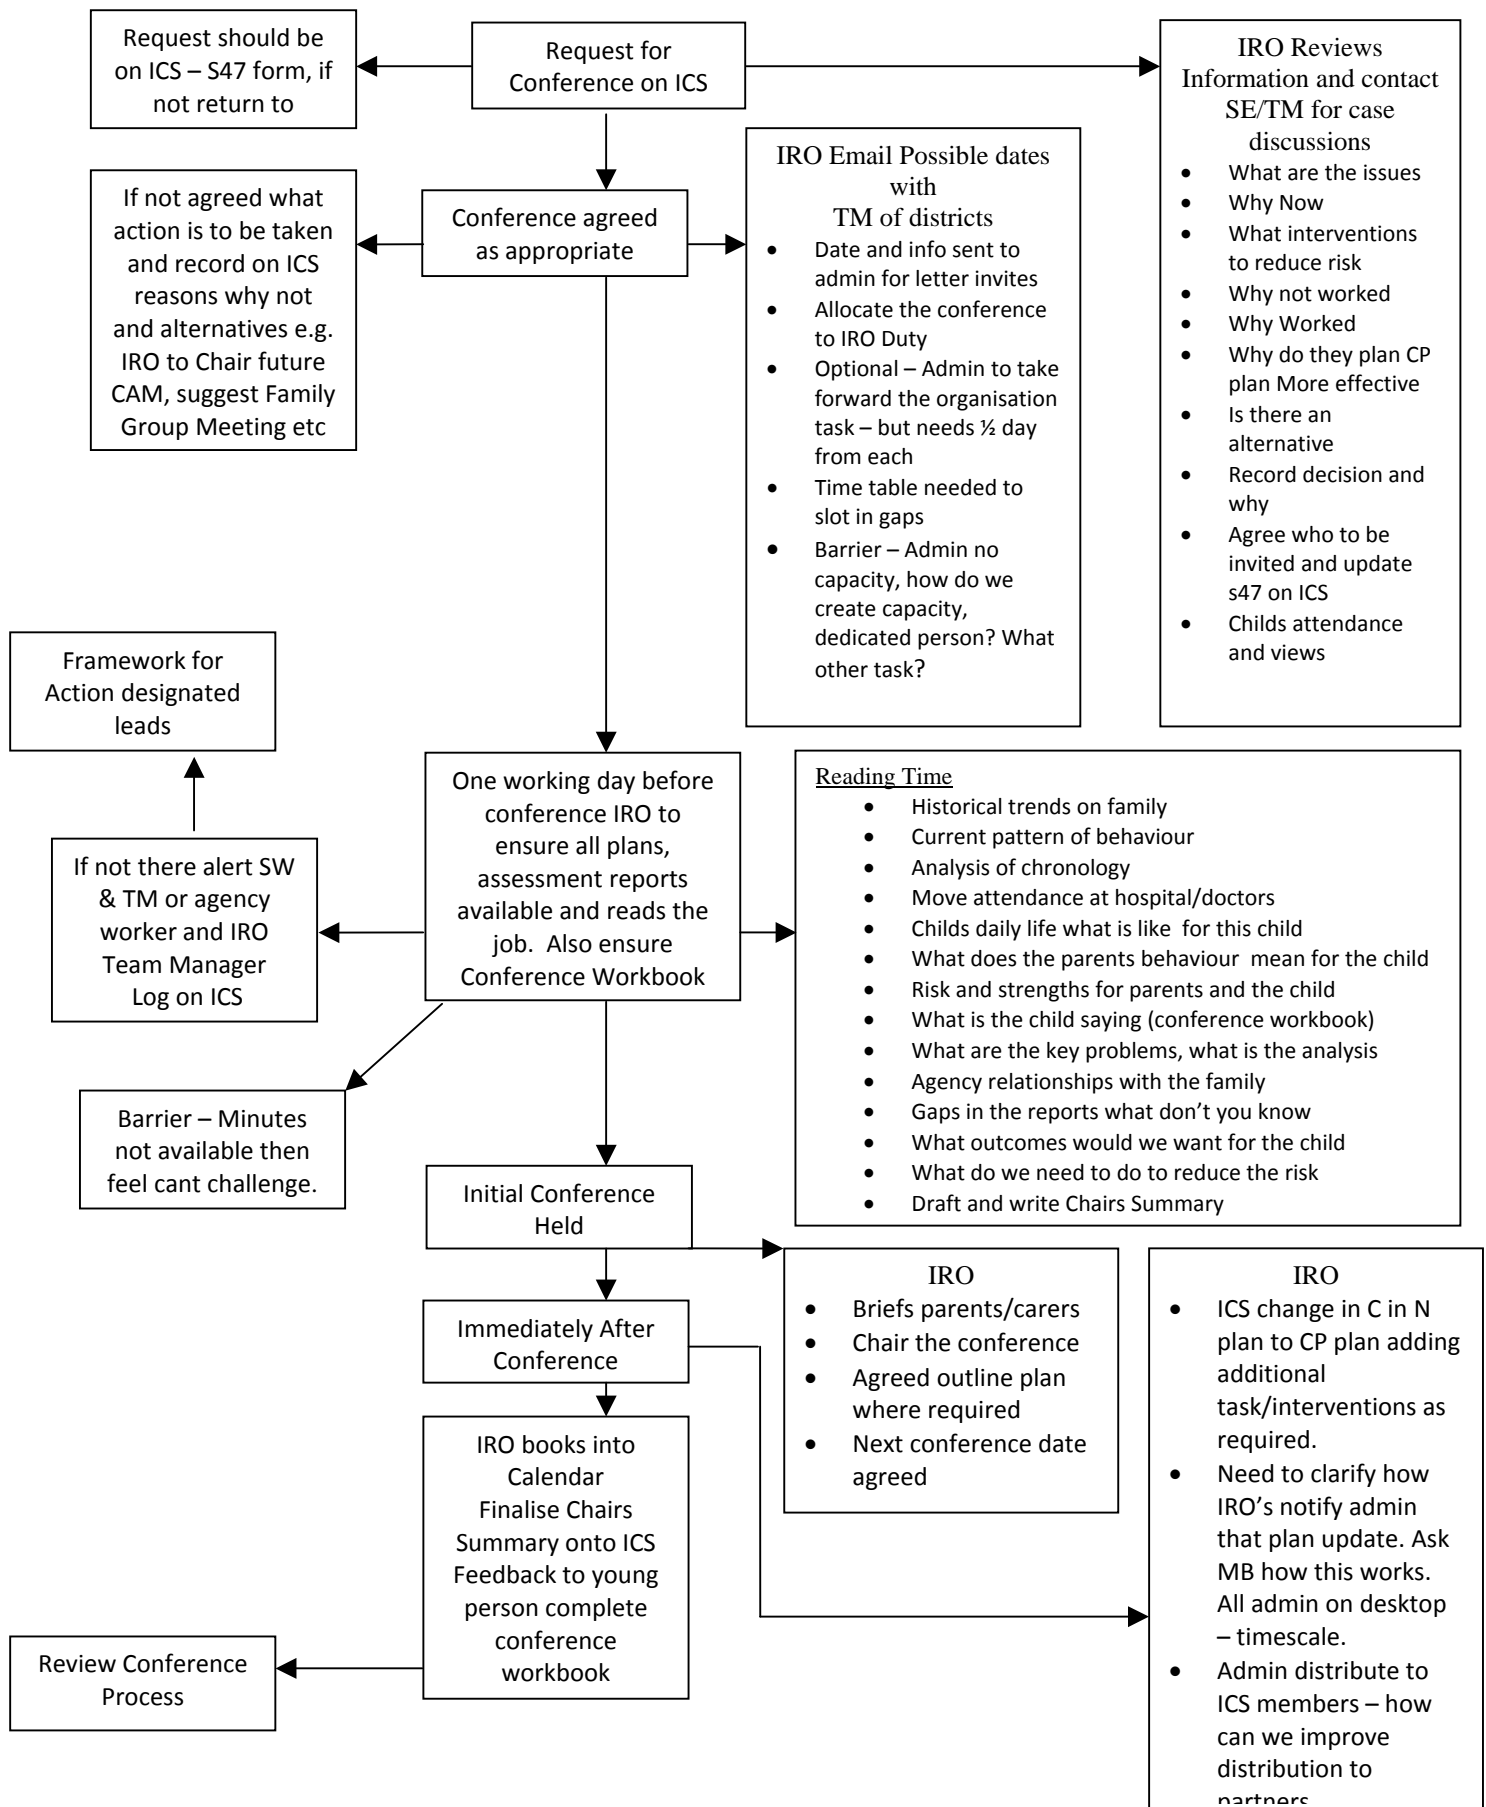 Request should be
on ICS – S47 form, if
not return to
Request for
Conference on ICS
IRO Reviews
Information and contact
SE/TM for case
discussions
• What are the issues
• Why Now
• What interventions
to reduce risk
• Why not worked
• Why Worked
• Why do they plan CP
plan More effective
• Is there an
alternative
• Record decision and
why
• Agree who to be
invited and update
s47 on ICS
• Childs attendance
and views
If not agreed what
action is to be taken
and record on ICS
reasons why not
and alternatives e.g.
IRO to Chair future
CAM, suggest Family
Group Meeting etc
Conference agreed
as appropriate
IRO Email Possible dates
with
TM of districts
• Date and info sent to
admin for letter invites
• Allocate the conference
to IRO Duty
• Optional – Admin to take
forward the organisation
task – but needs ½ day
from each
• Time table needed to
slot in gaps
• Barrier – Admin no
capacity, how do we
create capacity,
dedicated person? What
other task?
Framework for
Action designated
leads
If not there alert SW
& TM or agency
worker and IRO
Team Manager
Log on ICS
One working day before
conference IRO to
ensure all plans,
assessment reports
available and reads the
job. Also ensure
Conference Workbook
Reading Time
• Historical trends on family
• Current pattern of behaviour
• Analysis of chronology
• Move attendance at hospital/doctors
• Childs daily life what is like for this child
• What does the parents behaviour mean for the child
• Risk and strengths for parents and the child
• What is the child saying (conference workbook)
• What are the key problems, what is the analysis
• Agency relationships with the family
• Gaps in the reports what don't you know
• What outcomes would we want for the child
• What do we need to do to reduce the risk
• Draft and write Chairs Summary
Barrier – Minutes
not available then
feel cant challenge.
Initial Conference
Held
IRO
• Briefs parents/carers
• Chair the conference
• Agreed outline plan
where required
• Next conference date
agreed
Immediately After
Conference
IRO
• ICS change in C in N
plan to CP plan adding
additional
task/interventions as
required.
• Need to clarify how
IRO's notify admin
that plan update. Ask
MB how this works.
All admin on desktop
– timescale.
• Admin distribute to
ICS members – how
can we improve
distribution to
partners
IRO books into
Calendar
Finalise Chairs
Summary onto ICS
Feedback to young
person complete
conference
workbook
Review Conference
Process